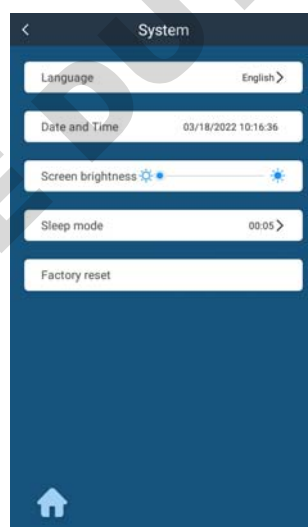 System
Language English
Date and Time 03/18/2022 10:16:36
Screen brightness
Sleep mode 00:05
Factory reset